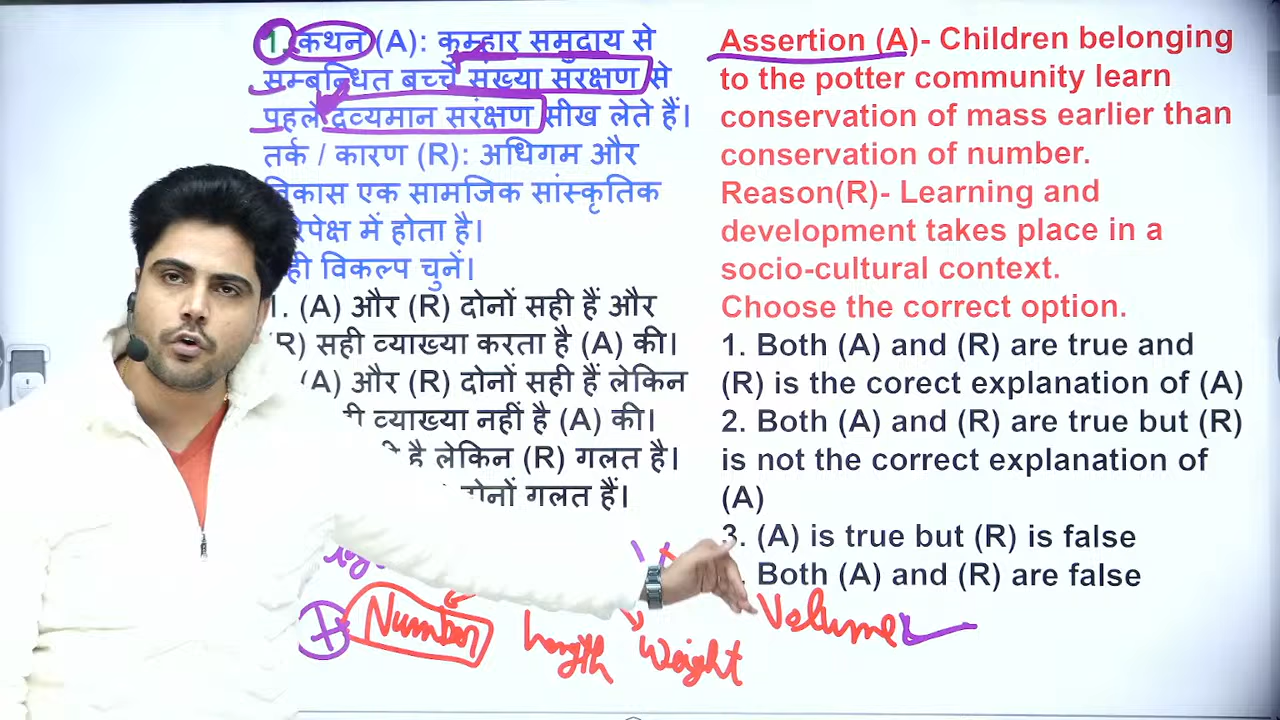 1. कथन (A): कुम्हार समुदाय से
सम्बन्धित बच्चे संख्या संरक्षण से
पहले द्रव्यमान सरंक्षण सीख लेते हैं।
तर्क / कारण (R): अधिगम और
विकास एक सामजिक सांस्कृतिक
में होता है।
विकल्प चुनें।
1. (A) और (R) दोनों सही हैं और
(R) सही व्याख्या करता है (A) की।
(A) और (R) दोनों सही हैं लेकिन
व्याख्या नहीं है (A) की।
है लेकिन (R) गलत है।
गलत हैं।
Assertion (A)- Children belonging
to the potter community learn
conservation of mass earlier than
conservation of number.
Reason(R)- Learning and
development takes place in a
socio-cultural context.
Choose the correct option.
1. Both (A) and (R) are true and
(R) is the corect explanation of (A)
2. Both (A) and (R) are true but (R)
is not the correct explanation of
(A)
3. (A) is true but (R) is false
Both (A) and (R) are false
Number Length Weight Volume